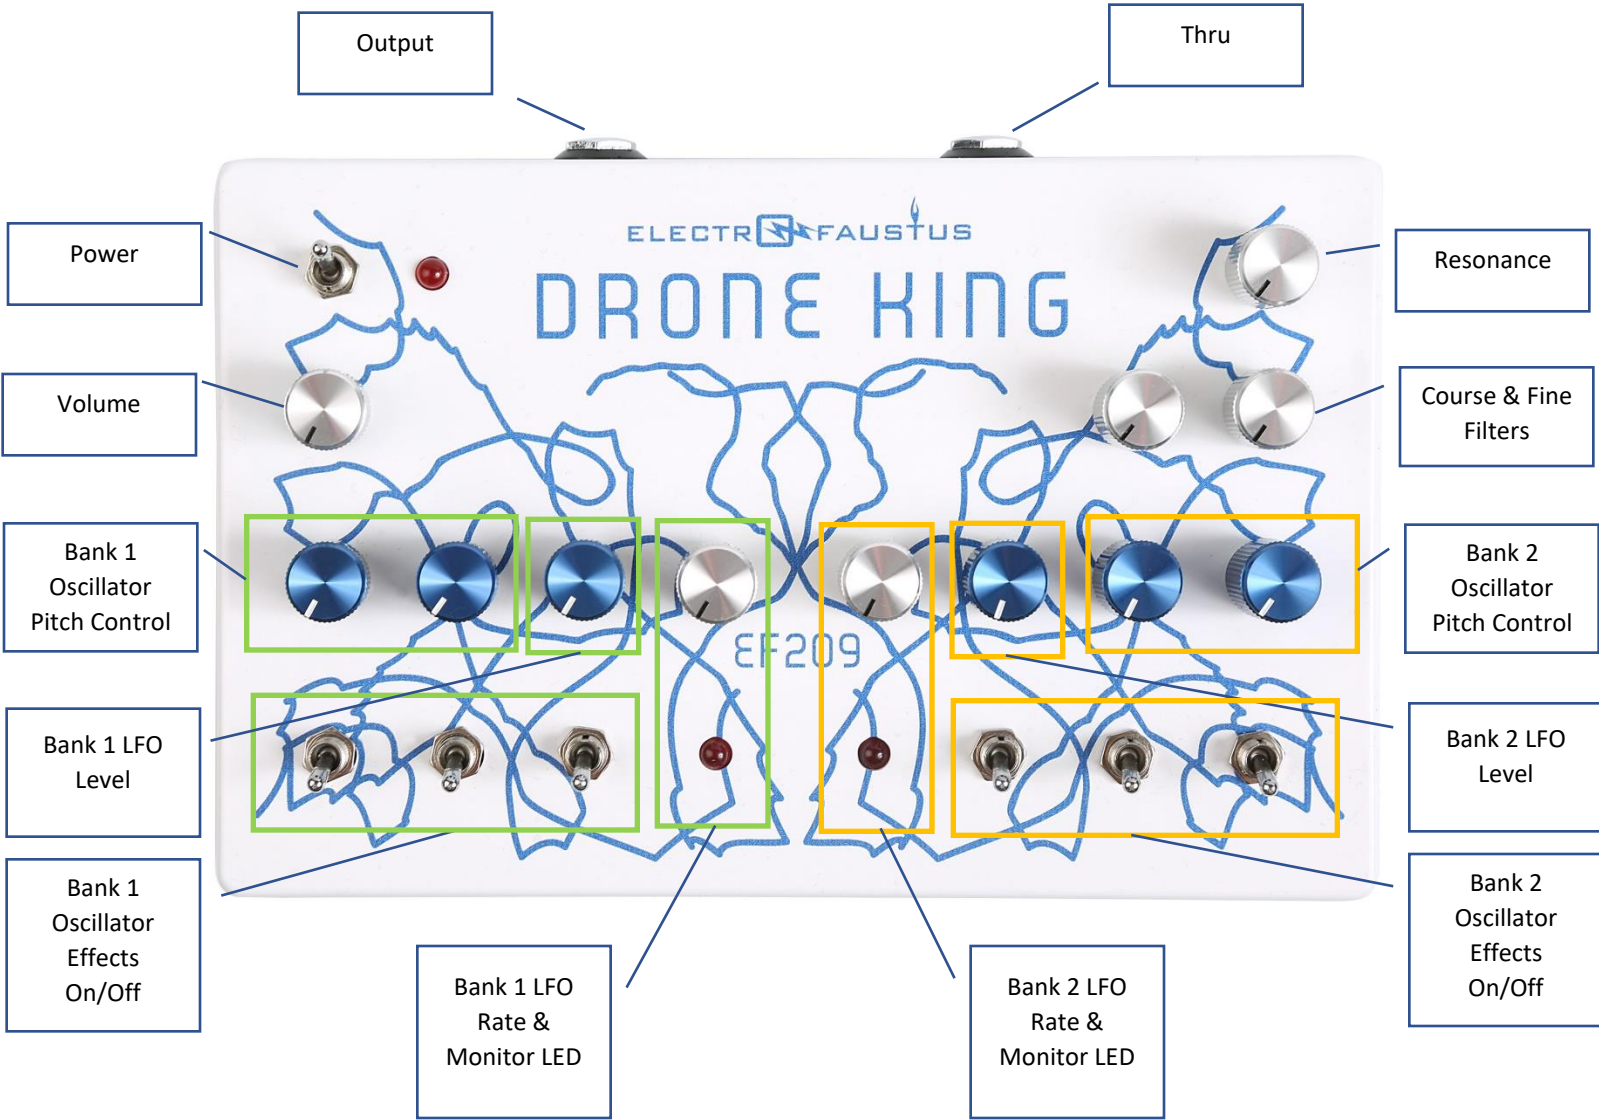 Output
Thru
Power
ELECTRO FAUSTUS
DRONE KING
Resonance
Volume
Course & Fine
Filters
Bank 1
Oscillator
Pitch Control
Bank 2
Oscillator
Pitch Control
EF209
Bank 1 LFO
Level
Bank 2 LFO
Level
Bank 1
Oscillator
Effects
On/Off
Bank 2
Oscillator
Effects
On/Off
Bank 1 LFO
Rate &
Monitor LED
Bank 2 LFO
Rate &
Monitor LED